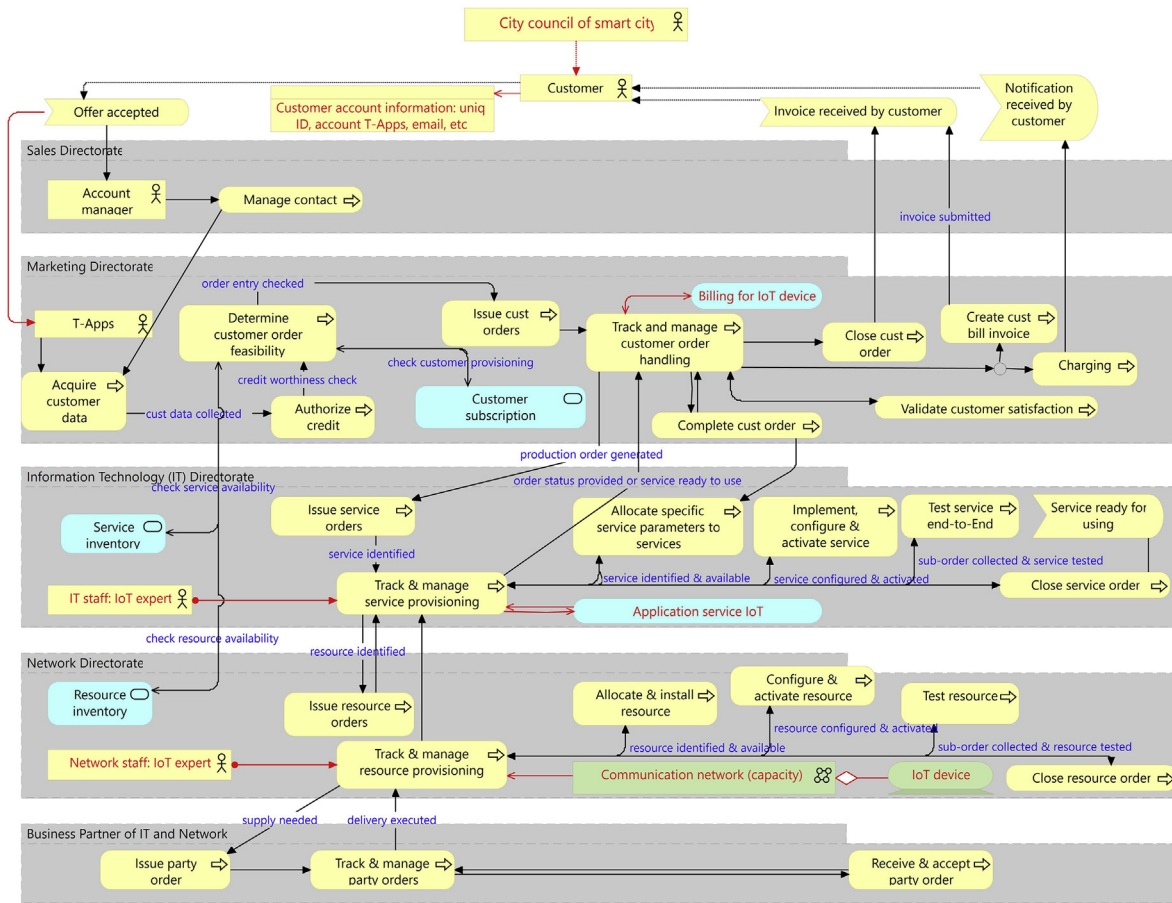 City council of smart city
Customer
Customer account information: uniq
ID, account T-Apps, email, etc
Offer accepted
Invoice received by customer
Notification
received by
customer
Sales Directorate
Account
manager
Manage contact
invoice submitted
Marketing Directorate
order entry checked
T-Apps
Determine
customer order
feasibility
Issue cust
orders
Billing for IoT device
Track and manage
customer order
handling
Close cust
order
Create cust
bill invoice
Charging
check customer provisioning
Acquire
customer
data
credit worthiness check
cust data collected
Authorize
credit
Customer
subscription
Validate customer satisfaction
Complete cust order
production order generated
Information Technology (IT) Directorate
order status provided or service ready to use
check service availability
Service
inventory
Issue service
orders
Allocate specific
service parameters to
services
Implement,
configure &
activate service
Test service
end-to-End
Service ready for
using
service identified
sub-order collected & service tested
Track & manage
service provisioning
service identified & available
service configured & activated
Close service order
IT staff: IoT expert
Application service IoT
check resource availability
resource identified
Network Directorate
Resource
inventory
Issue resource
orders
Allocate & install
resource
Configure &
activate resource
Test resource
resource configured & activated
Track & manage
resource provisioning
resource identified & available
sub-order collected & resource tested
Network staff: IoT expert
Communication network (capacity)
IoT device
Close resource order
supply needed
delivery executed
Business Partner of IT and Network
Issue party
order
Track & manage
party orders
Receive & accept
party order